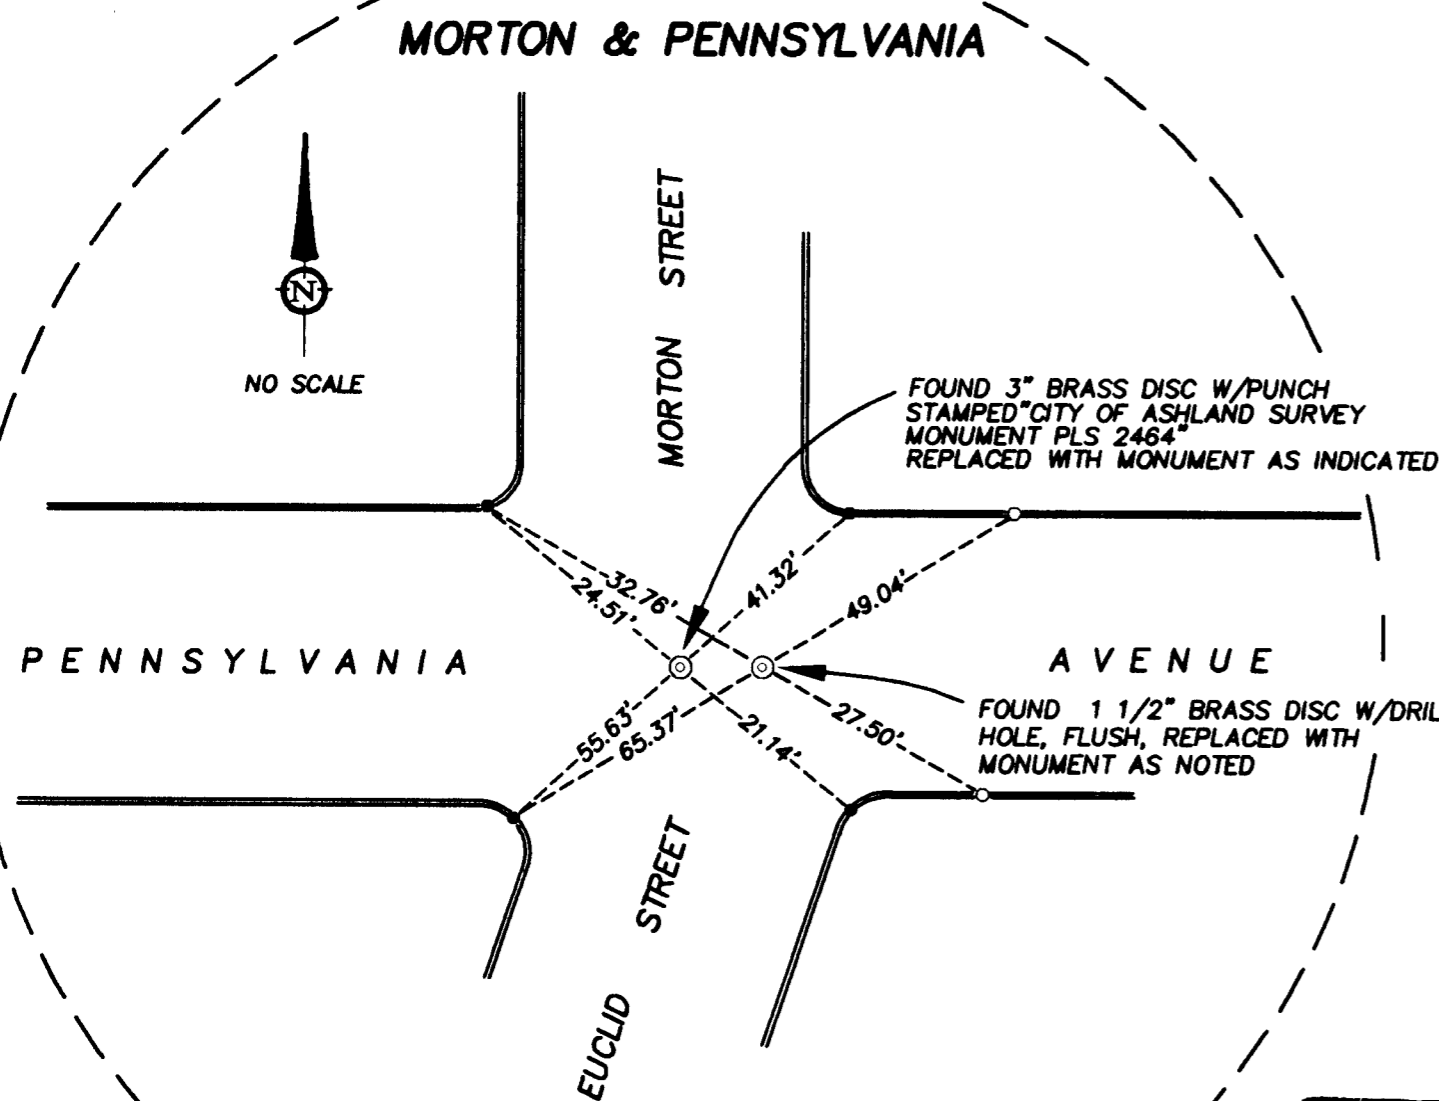 MORTON & PENNSYLVANIA
MORTON STREET
N
NO SCALE
FOUND 3" BRASS DISC W/PUNCH
STAMPED"CITY OF ASHLAND SURVEY
MONUMENT PLS 2464"
REPLACED WITH MONUMENT AS INDICATED
32.76'
24.51'
41.32'
49.04'
PENNSYLVANIA AVENUE
FOUND 1 1/2" BRASS DISC W/DRIL
HOLE, FLUSH, REPLACED WITH
MONUMENT AS NOTED
55.63'
65.37'
21.14'
27.50'
EUCLID STREET